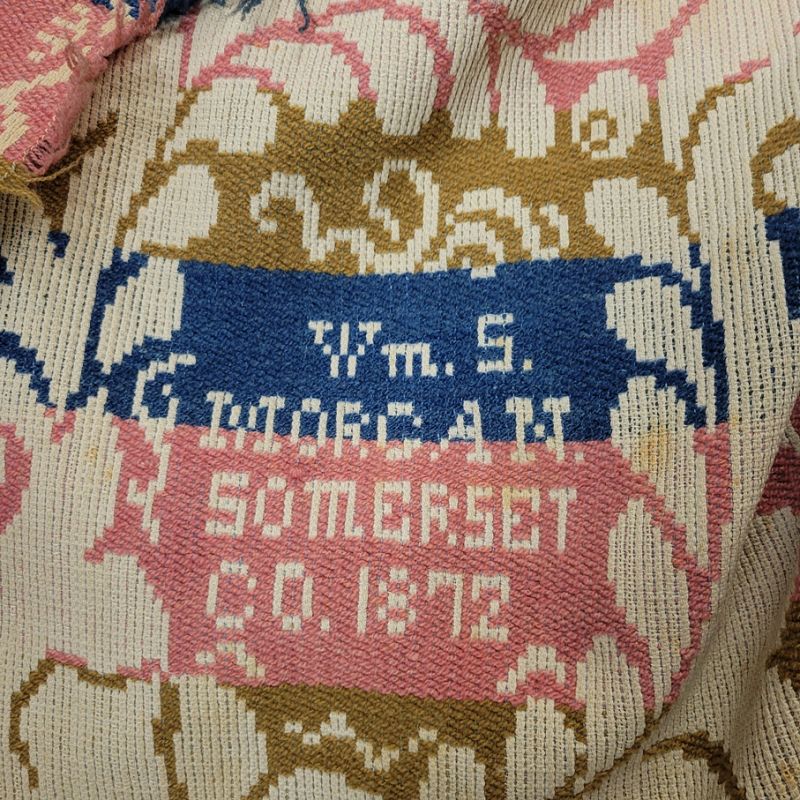 Wm. S.
MORGAN.
SOMERSET
CO. 1872